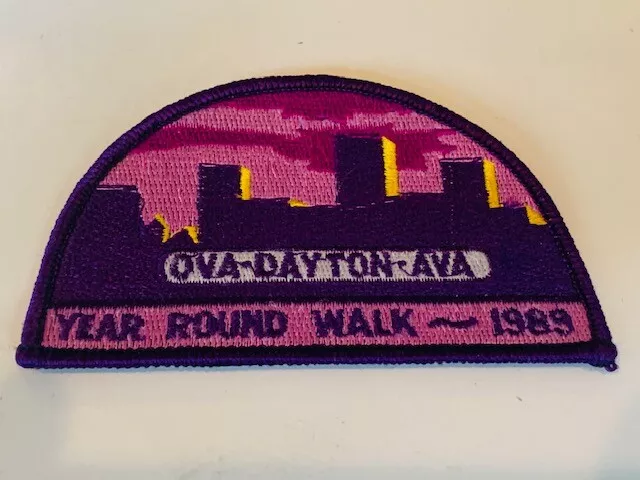 OVA-DAYTON-AVA
YEAR ROUND WALK ~ 1989